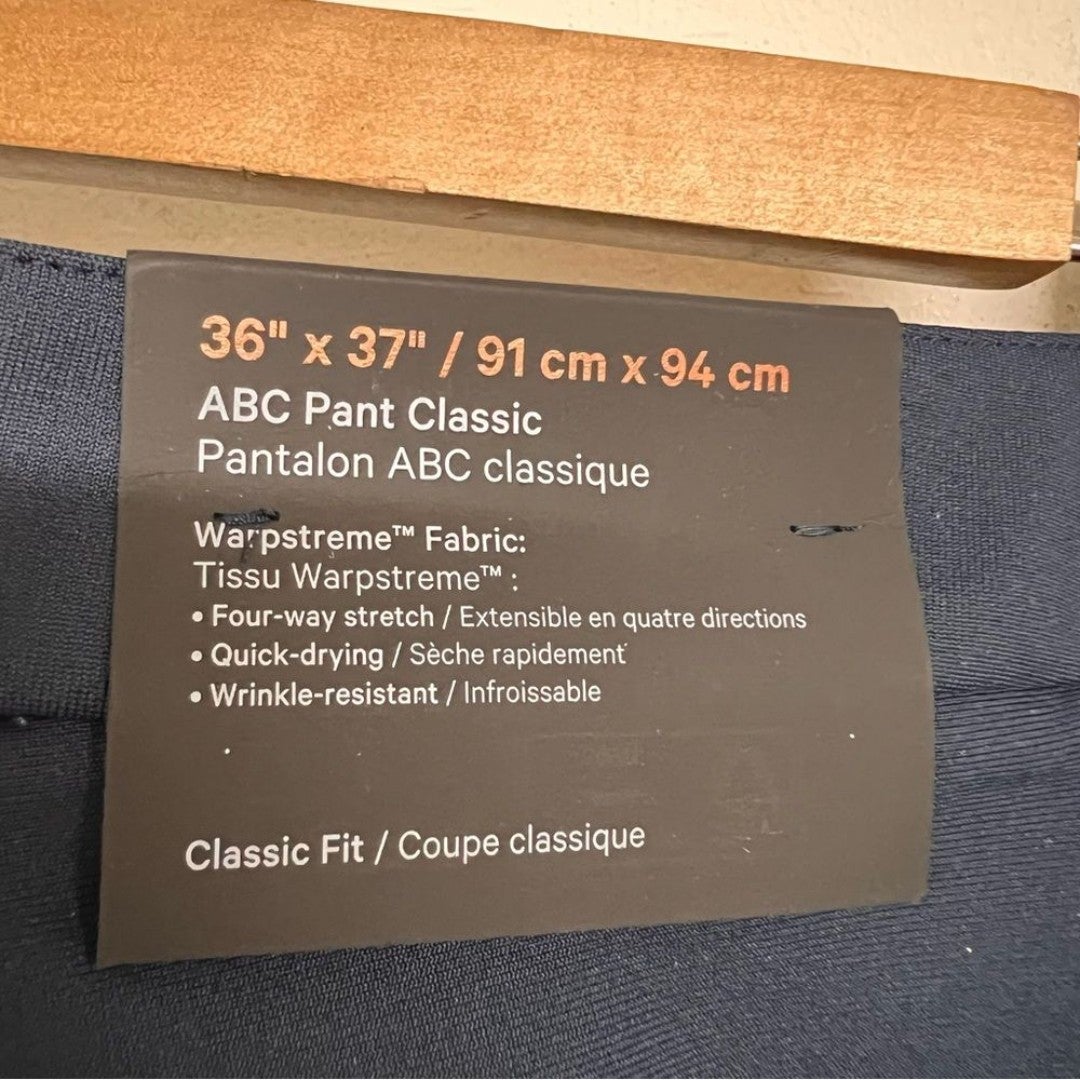 36" x 37" / 91 cm x 94 cm
ABC Pant Classic
Pantalon ABC classique
Warpstreme™ Fabric:
Tissu Warpstreme™ :
• Four-way stretch / Extensible en quatre directions
• Quick-drying / Sèche rapidement
• Wrinkle-resistant / Infroissable
Classic Fit / Coupe classique